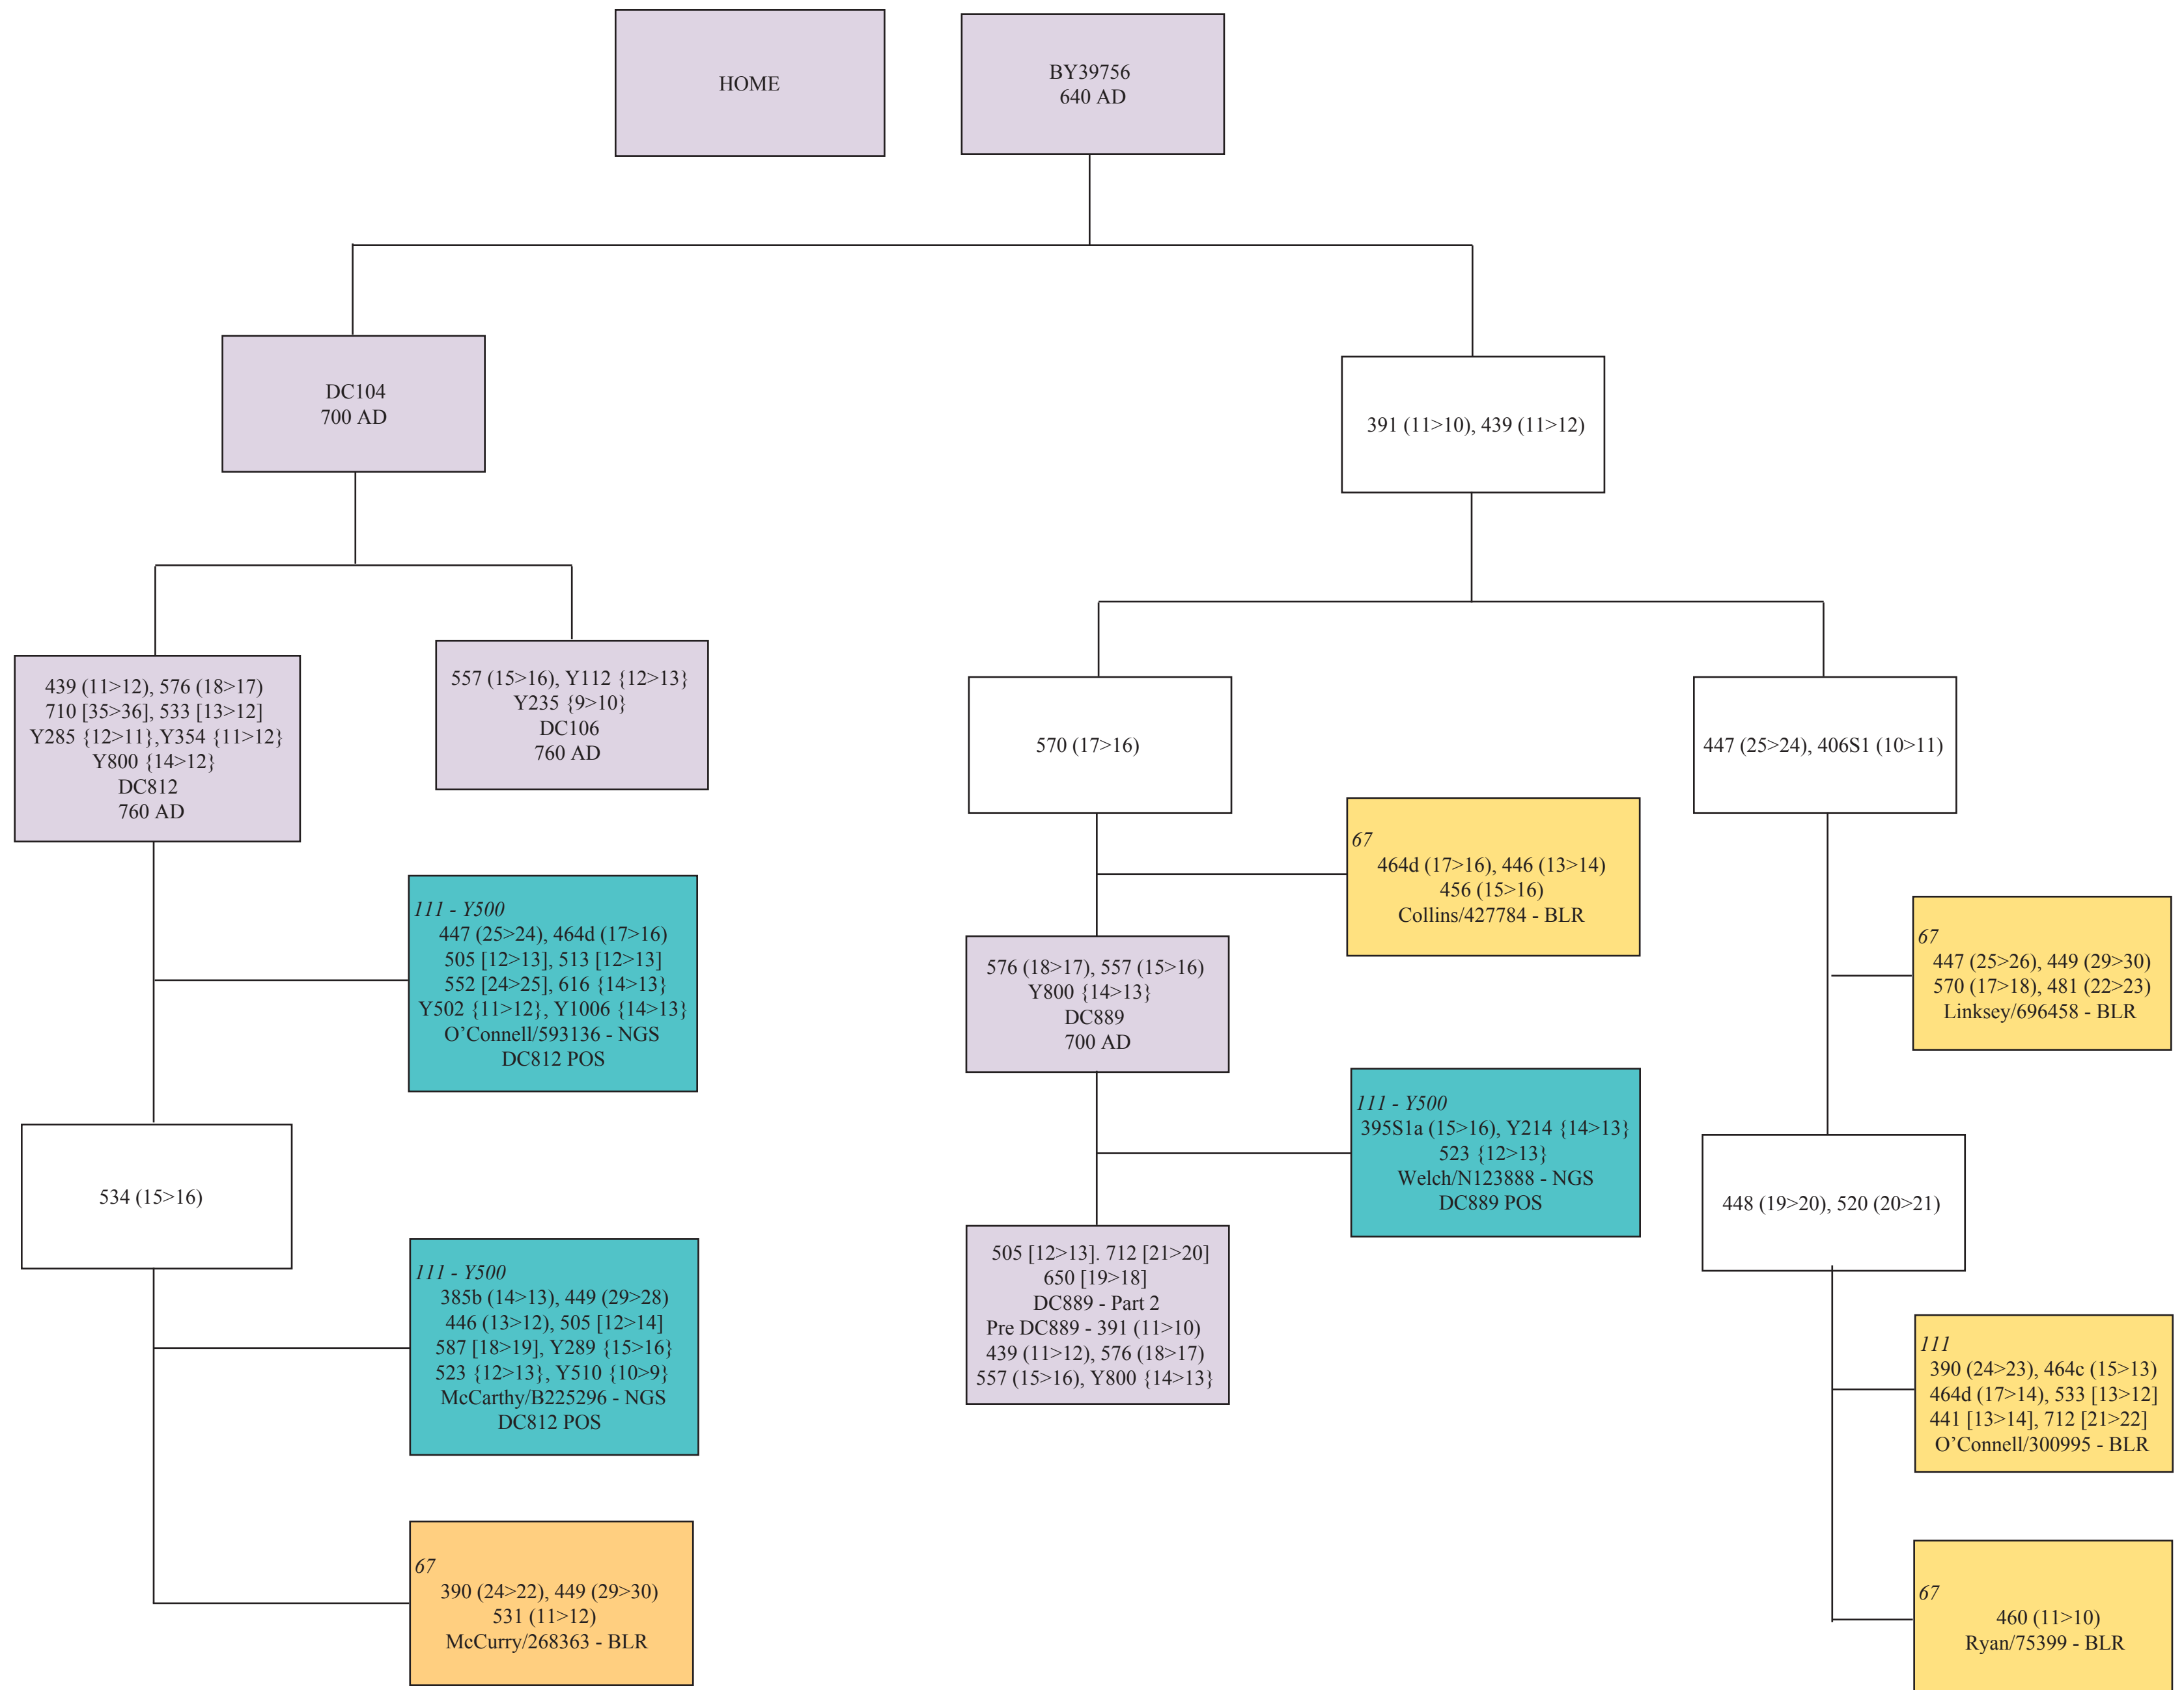 HOME
BY39756
640 AD
DC104
700 AD
391 (11>10), 439 (11>12)
439 (11>12), 576 (18>17)
710 [35>36], 533 [13>12]
Y285 {12>11},Y354 {11>12}
Y800 {14>12}
DC812
760 AD
557 (15>16), Y112 {12>13}
Y235 {9>10}
DC106
760 AD
570 (17>16)
447 (25>24), 406S1 (10>11)
67
464d (17>16), 446 (13>14)
456 (15>16)
Collins/427784 - BLR
111 - Y500
447 (25>24), 464d (17>16)
505 [12>13], 513 [12>13]
552 [24>25], 616 {14>13}
Y502 {11>12}, Y1006 {14>13}
O’Connell/593136 - NGS
DC812 POS
67
447 (25>26), 449 (29>30)
570 (17>18), 481 (22>23)
Linksey/696458 - BLR
576 (18>17), 557 (15>16)
Y800 {14>13}
DC889
700 AD
111 - Y500
395S1a (15>16), Y214 {14>13}
523 {12>13}
Welch/N123888 - NGS
DC889 POS
534 (15>16)
448 (19>20), 520 (20>21)
505 [12>13]. 712 [21>20]
650 [19>18]
DC889 - Part 2
Pre DC889 - 391 (11>10)
439 (11>12), 576 (18>17)
557 (15>16), Y800 {14>13}
111 - Y500
385b (14>13), 449 (29>28)
446 (13>12), 505 [12>14]
587 [18>19], Y289 {15>16}
523 {12>13}, Y510 {10>9}
McCarthy/B225296 - NGS
DC812 POS
111
390 (24>23), 464c (15>13)
464d (17>14), 533 [13>12]
441 [13>14], 712 [21>22]
O’Connell/300995 - BLR
67
390 (24>22), 449 (29>30)
531 (11>12)
McCurry/268363 - BLR
67
460 (11>10)
Ryan/75399 - BLR